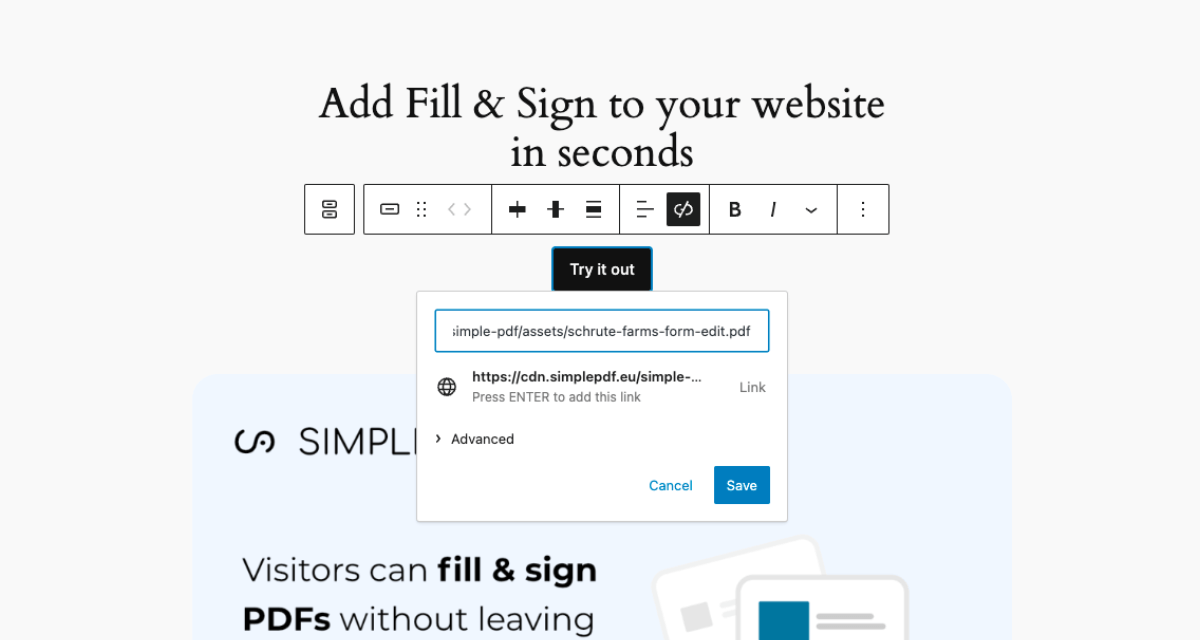 Add Fill & Sign to your website
in seconds
B I
Try it out
simple-pdf/assets/schrute-farms-form-edit.pdf
https://cdn.simplepdf.eu/simple-...
Link
Press ENTER to add this link
Advanced
SIMPL
Cancel Save
Visitors can fill & sign
PDFs without leaving